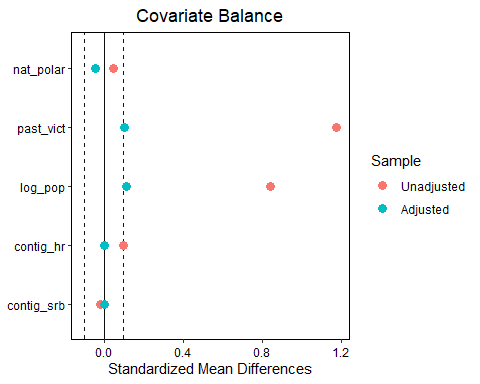 Covariate Balance
nat_polar
past_vict
log_pop
contig_hr
contig_srb
0.0 0.4 0.8 1.2
Standardized Mean Differences
Sample
Unadjusted
Adjusted